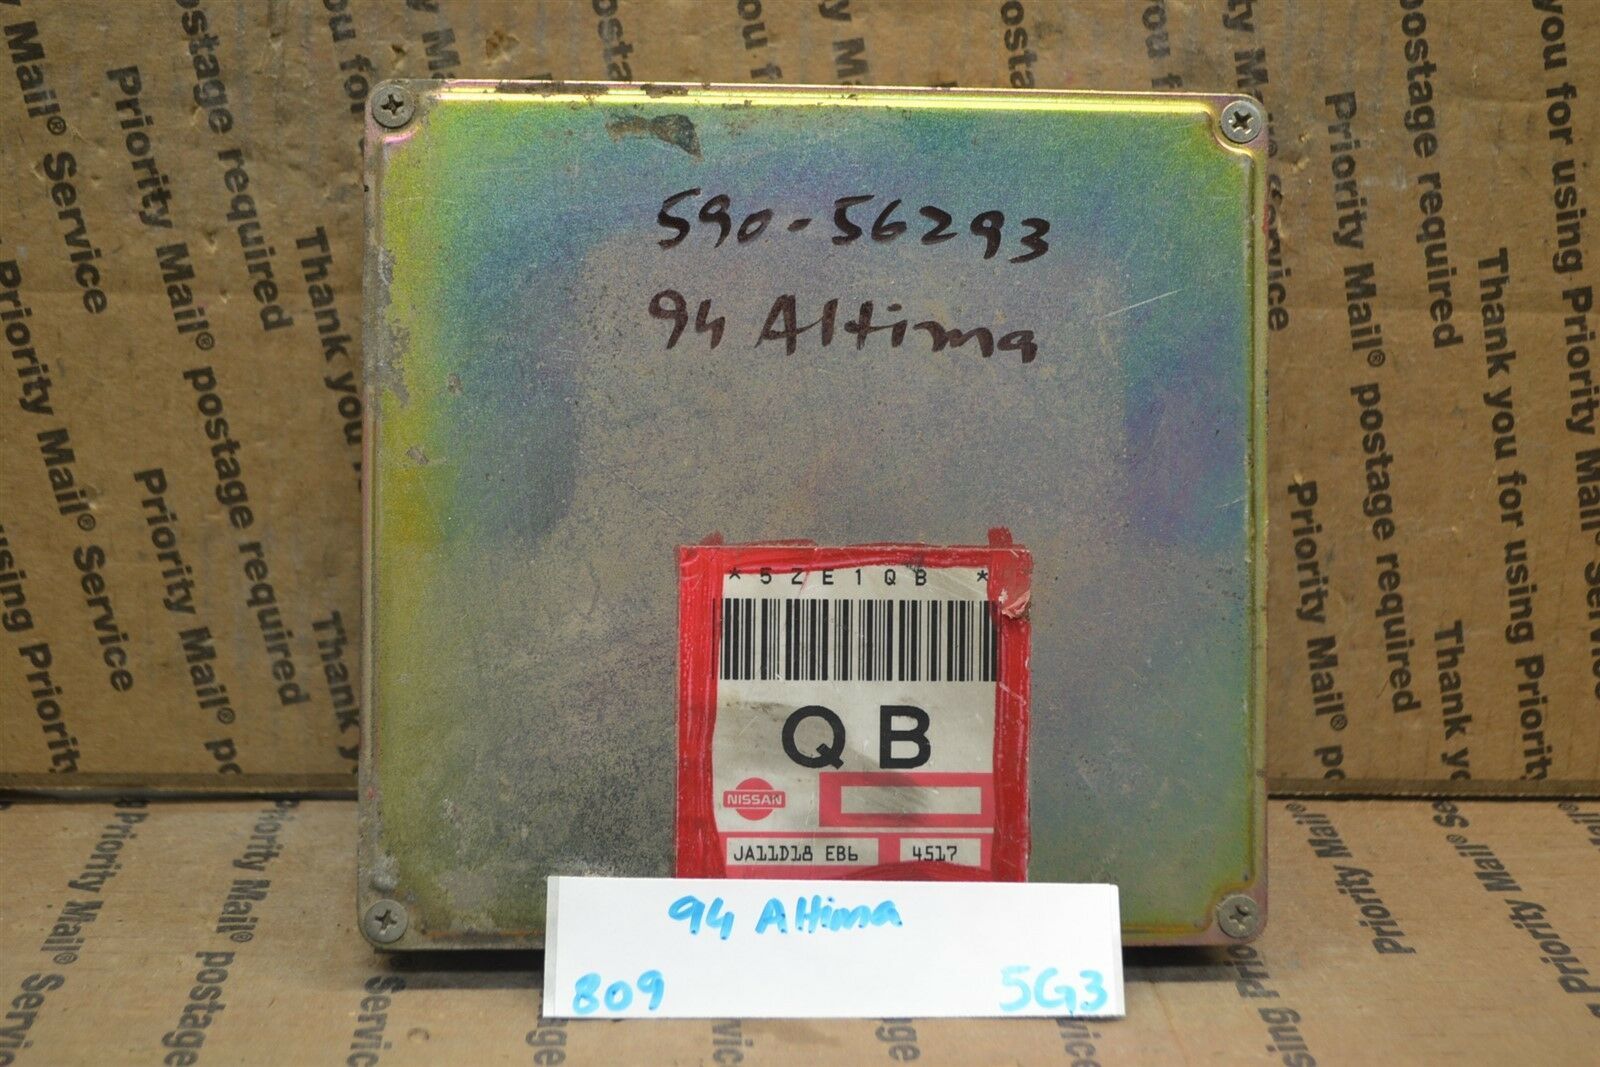 590-56293
94 Altima
*5ZE1QB *
QB
NISSAN
JA11D18 EB6 4517
94 Altima
809 5G3
Priority Mail® postage required
Thank you for using Priority Mail® Service